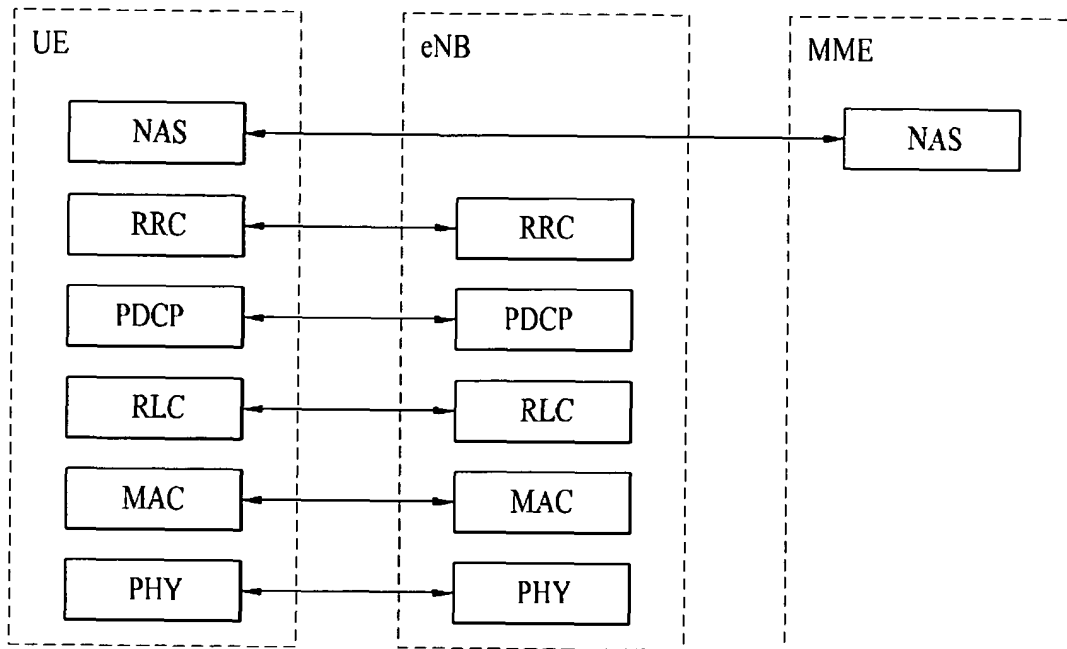 UE
eNB
MME
NAS
NAS
RRC
RRC
PDCP
PDCP
RLC
RLC
MAC
MAC
PHY
PHY